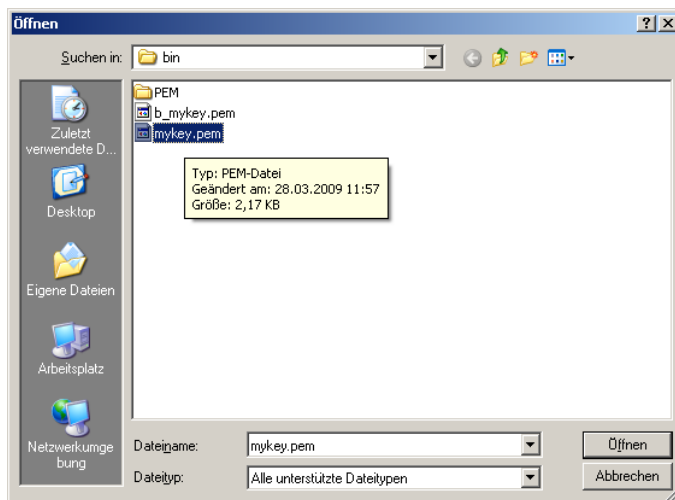 Öffnen
Suchen in:
bin
Zuletzt
verwendete D...
Desktop
Eigene Dateien
Arbeitsplatz
Netzwerkumge
bung
PEM
b_mykey.pem
mykey.pem
Typ: PEM-Datei
Geändert am: 28.03.2009 11:57
Größe: 2,17 KB
Dateiname:
mykey.pem
Öffnen
Dateityp:
Alle unterstützte Dateitypen
Abbrechen